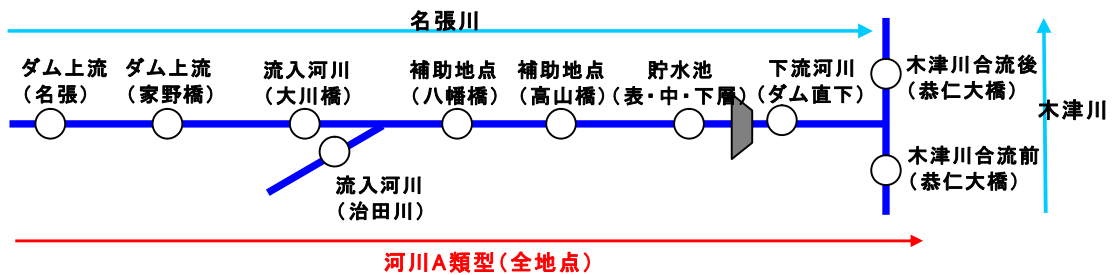 名張川
ダム上流
（名張）
ダム上流
（家野橋）
流入河川
（大川橋）
補助地点
（八幡橋）
補助地点
（高山橋）
貯水池
（表・中・下層）
下流河川
（ダム直下）
木津川合流後
（恭仁大橋）
木津川
流入河川
（治田川）
木津川合流前
（恭仁大橋）
河川A類型（全地点）